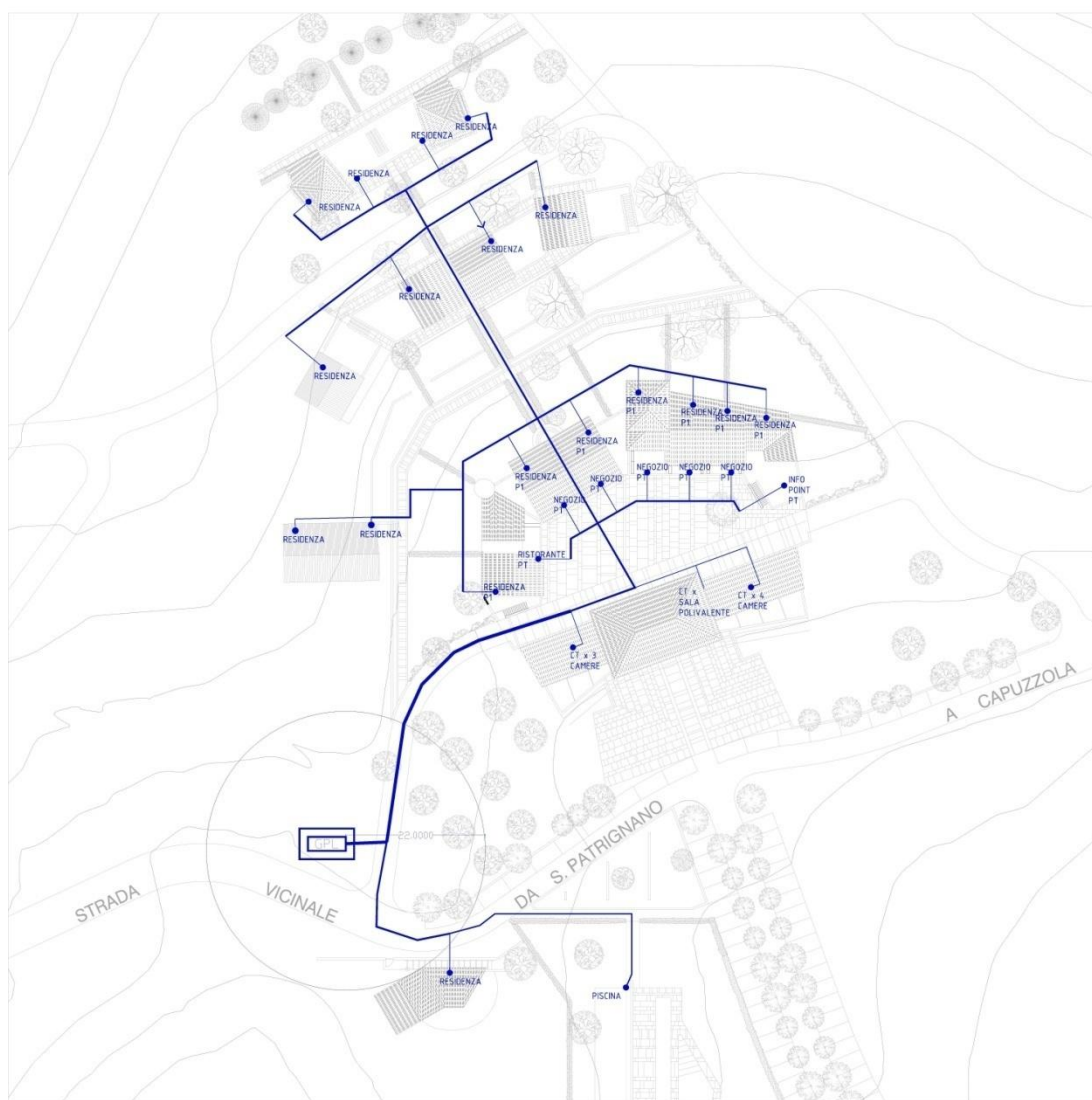 RESIDENZA
RESIDENZA
RESIDENZA
RESIDENZA
RESIDENZA
RESIDENZA
RESIDENZA
RESIDENZA
RESIDENZA
P1
RESIDENZA
P1
RESIDENZA
P1
RESIDENZA
P1
RESIDENZA
P1
RESIDENZA
P1
NEGOZIO
PT
NEGOZIO
PT
NEGOZIO
PT
NEGOZIO
PT
NEGOZIO
PT
INFO
POINT
PT
RESIDENZA
RESIDENZA
RISTORANTE
PT
RESIDENZA
P1
CT x
SALA
POLIVALENTE
CT x 4
CAMERE
CT x 3
CAMERE
A CAPUZZOLA
22.0000
GPL
STRADA VICINALE DA S. PATRIGNANO
RESIDENZA
PISCINA